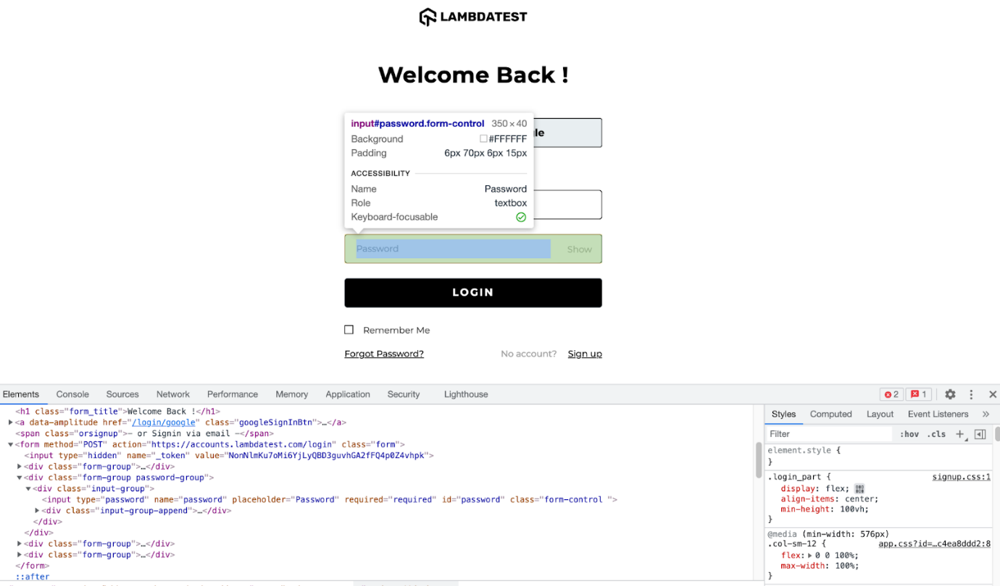 LAMBDATEST
Welcome Back !
input#password.form-control 350 × 40
Background #FFFFFF
Padding 6px 70px 6px 15px
ACCESSIBILITY
Name Password
Role textbox
Keyboard-focusable
Password Show
LOGIN
Remember Me
Forgot Password? No account? Sign up
Elements Console Sources Network Performance Memory Application Security Lighthouse 2 1
<h1 class="form_title">Welcome Back !</h1>
<a data-amplitude href="/login/google" class="googleSignInBtn">…</a>
<span class="orsignup">- or Signin via email -</span>
<form method="POST" action="https://accounts.lambdatest.com/login" class="form">
<input type="hidden" name="_token" value="NonNlmKu7oMi6YjLyQBD3guvhGA2fFQ4p0Z4vhpk">
<div class="form-group">…</div>
<div class="form-group password-group">
<div class="input-group">
<input type="password" name="password" placeholder="Password" required="required" id="password" class="form-control ">
<div class="input-group-append">…</div>
</div>
</div>
<div class="form-group">…</div>
<div class="form-group">…</div>
</form>
::after
Styles Computed Layout Event Listeners »
Filter :hov .cls +
element.style {
}
.login_part { signup.css:1
display: flex;
align-items: center;
min-height: 100vh;
}
@media (min-width: 576px)
.col-sm-12 { app.css?id=…c4ea8ddd2:8
flex: 0 0 100%;
max-width: 100%;
}